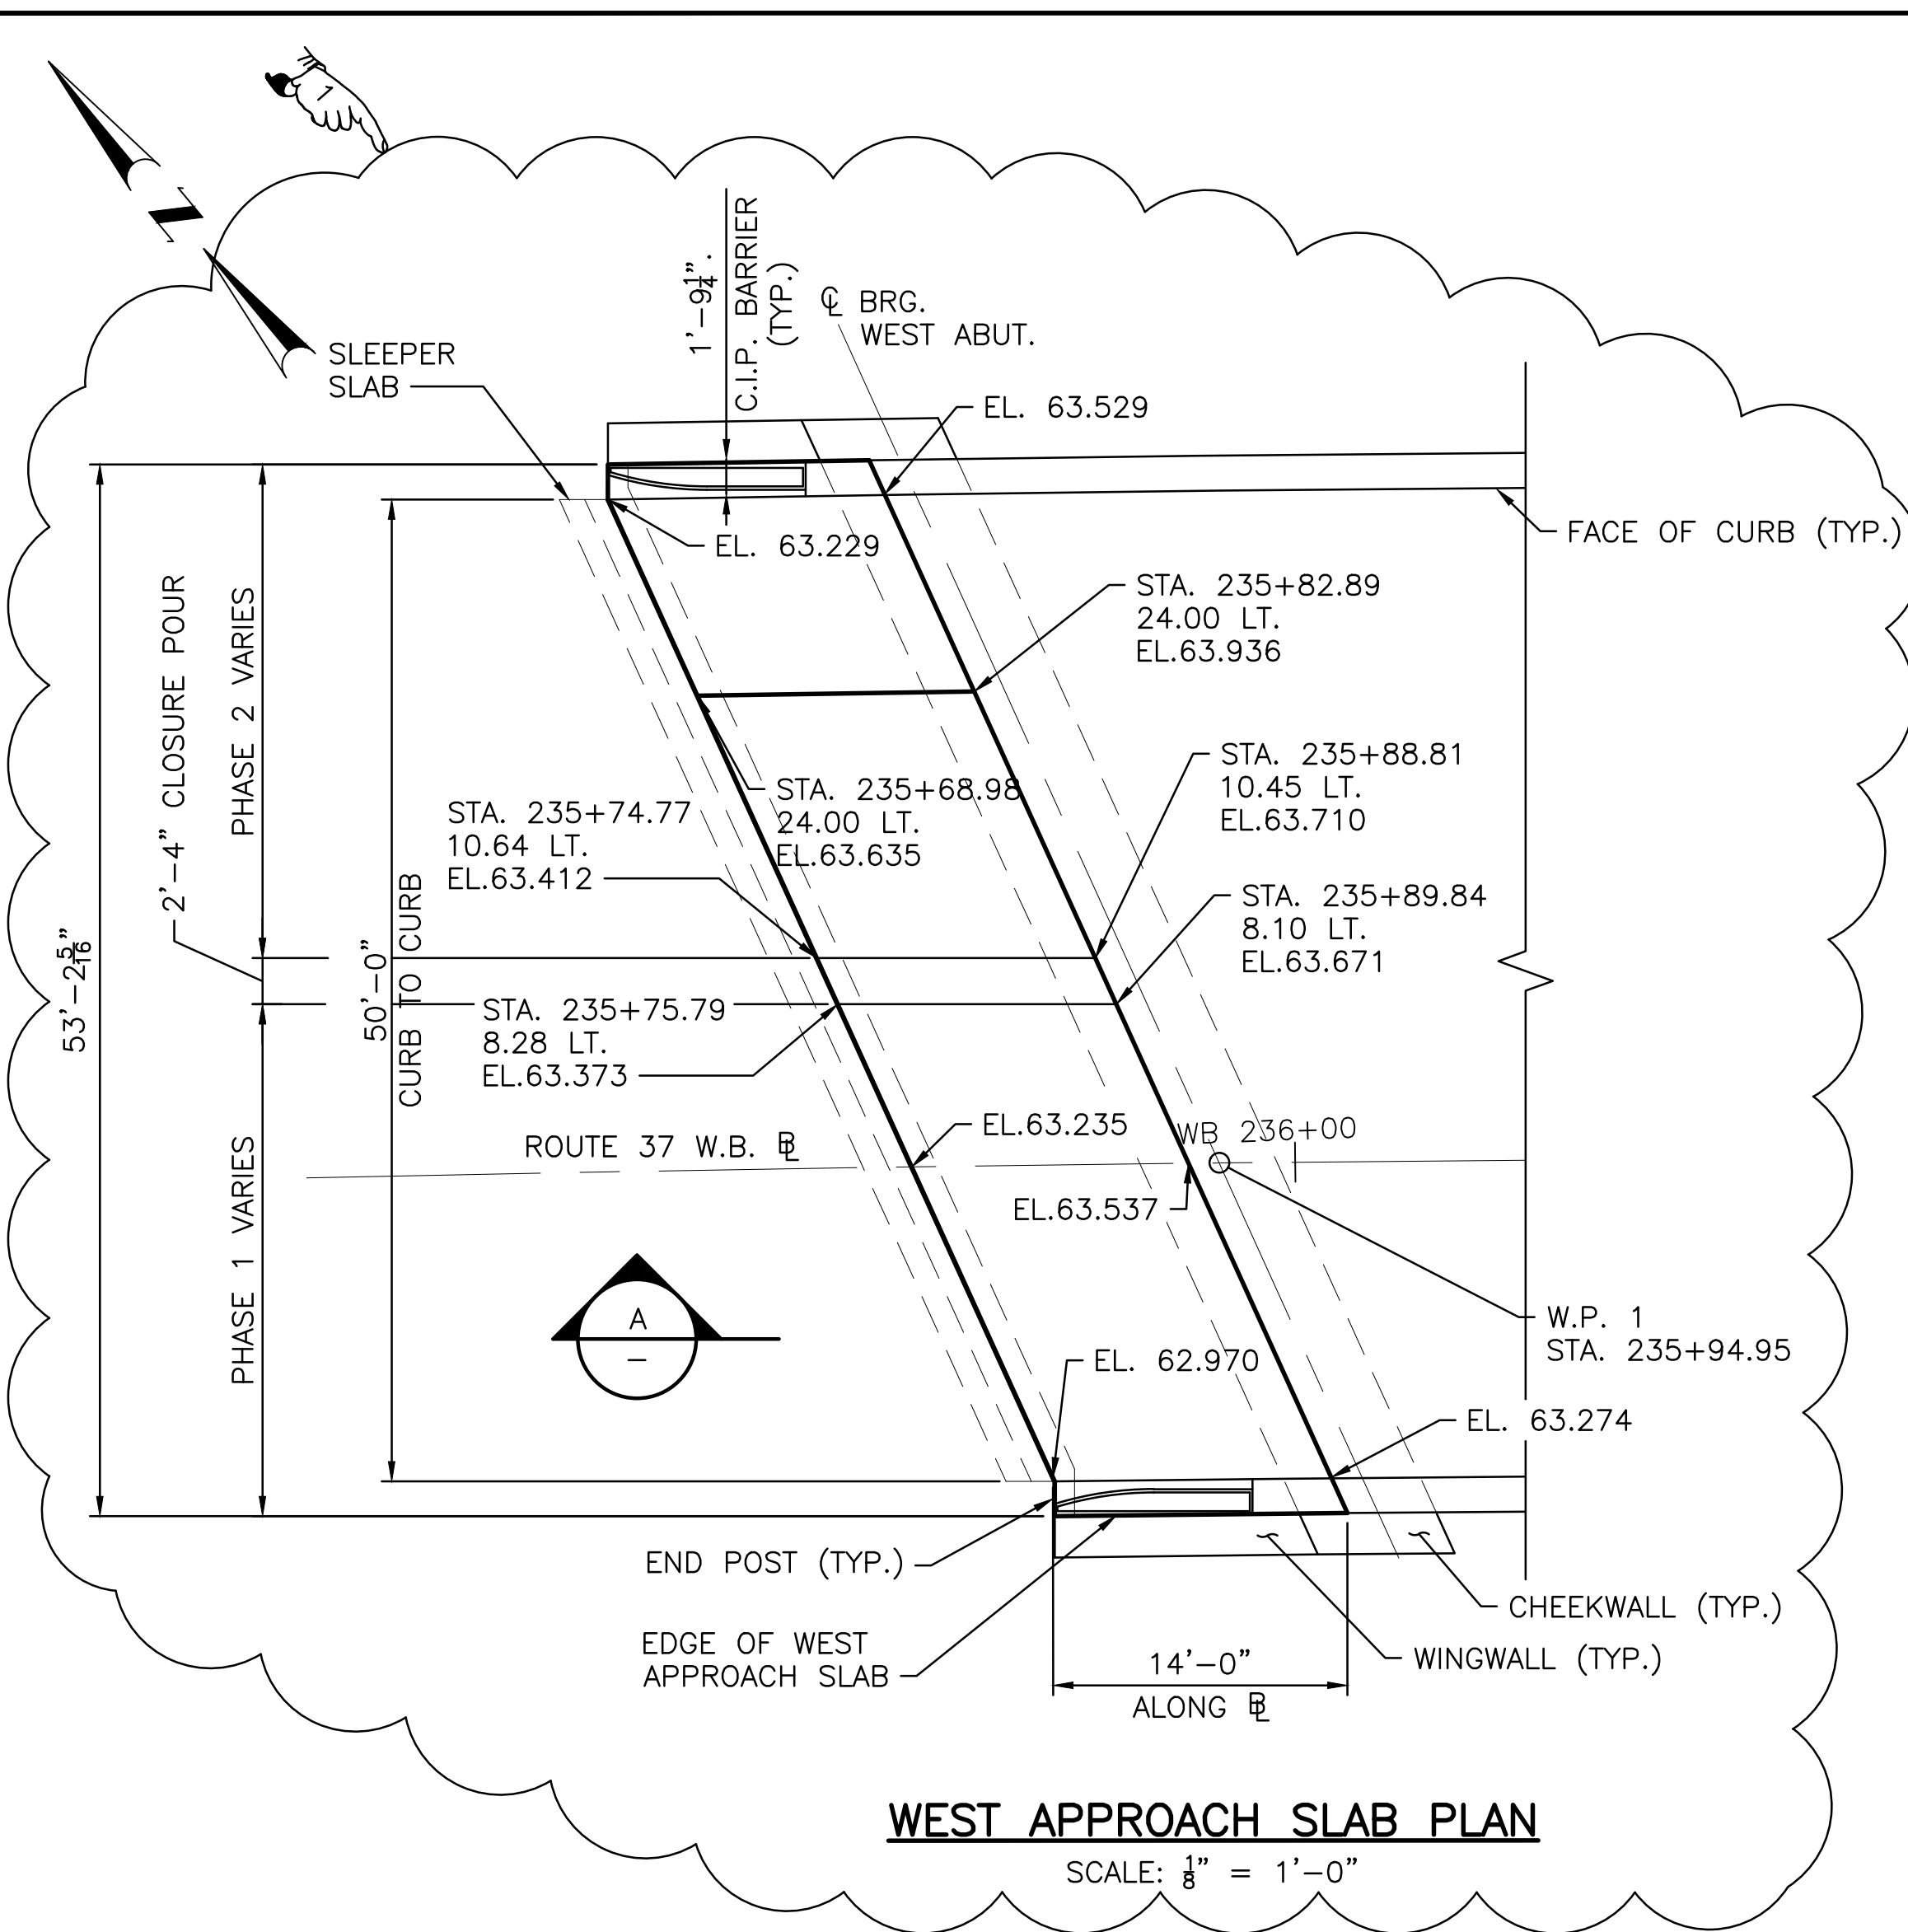 1
N
1'-9 1/4".
C.I.P. BARRIER
(TYP.)
℄ BRG.
WEST ABUT.
SLEEPER
SLAB
EL. 63.529
FACE OF CURB (TYP.)
EL. 63.229
STA. 235+82.89
24.00 LT.
EL.63.936
2'-4" CLOSURE POUR
PHASE 2 VARIES
STA. 235+88.81
10.45 LT.
EL.63.710
STA. 235+68.98
24.00 LT.
EL.63.635
STA. 235+74.77
10.64 LT.
EL.63.412
STA. 235+89.84
8.10 LT.
EL.63.671
53'-2 5/16"
50'-0"
CURB TO CURB
STA. 235+75.79
8.28 LT.
EL.63.373
EL.63.235
WB 236+00
ROUTE 37 W.B. BL
EL.63.537
PHASE 1 VARIES
A
–
W.P. 1
STA. 235+94.95
EL. 62.970
EL. 63.274
END POST (TYP.)
CHEEKWALL (TYP.)
EDGE OF WEST
APPROACH SLAB
WINGWALL (TYP.)
14'-0"
ALONG BL
WEST APPROACH SLAB PLAN
SCALE: 1/8" = 1'-0"